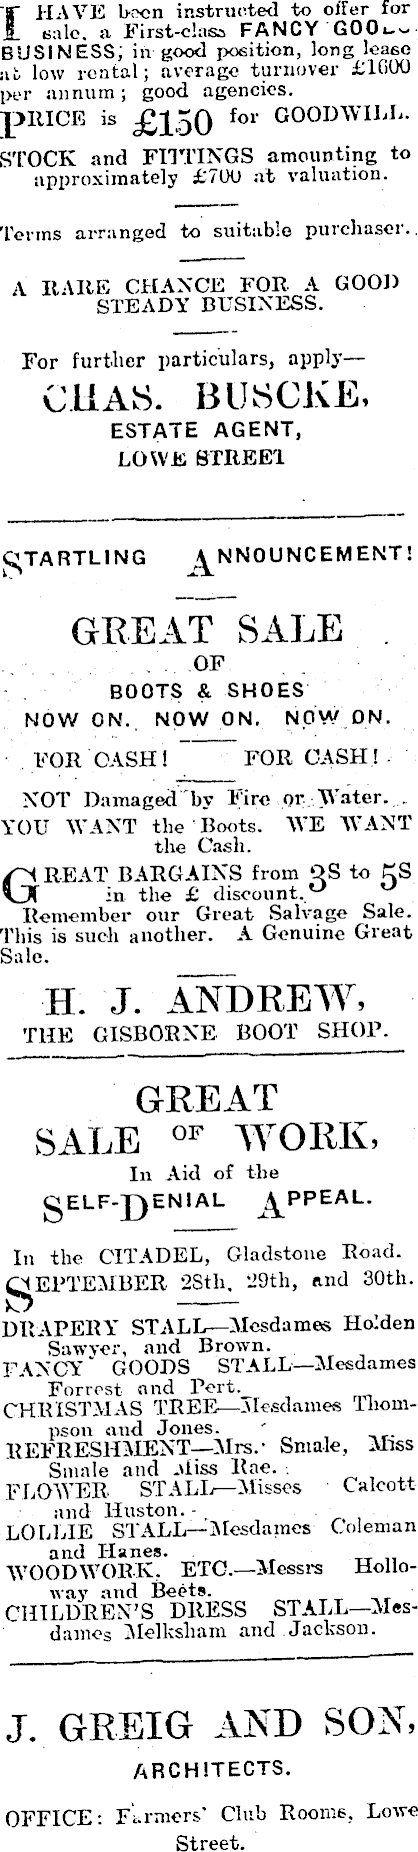 I HAVE been instructed to offer for
sale, a First-class FANCY GOODS
BUSINESS, in good position, long lease
at low rental; average turnover £1600
per annum; good agencies.
PRICE is £150 for GOODWILL.
STOCK and FITTINGS amounting to
approximately £700 at valuation.
Terms arranged to suitable purchaser.
A RARE CHANCE FOR A GOOD
STEADY BUSINESS.
For further particulars, apply—
CHAS. BUSCKE,
ESTATE AGENT,
LOWE STREET
STARTLING ANNOUNCEMENT!
GREAT SALE
OF
BOOTS & SHOES
NOW ON. NOW ON. NOW ON.
FOR CASH! FOR CASH!
NOT Damaged by Fire or Water.
YOU WANT the Boots. WE WANT
the Cash.
GREAT BARGAINS from 3S to 5S
in the £ discount.
Remember our Great Salvage Sale.
This is such another. A Genuine Great
Sale.
H. J. ANDREW,
THE GISBORNE BOOT SHOP.
GREAT
SALE OF WORK,
In Aid of the
SELF-DENIAL APPEAL.
In the CITADEL, Gladstone Road.
SEPTEMBER 28th, 29th, and 30th.
DRAPERY STALL—Mesdames Holden
Sawyer, and Brown.
FANCY GOODS STALL—Mesdames
Forrest and Pert.
CHRISTMAS TREE—Mesdames Thom-
pson and Jones.
REFRESHMENT—Mrs. Smale, Miss
Smale and Miss Rae.
FLOWER STALL—Misses Calcott
and Huston.
LOLLIE STALL—Mesdames Coleman
and Hanes.
WOODWORK, ETC.—Messrs Hollo-
way and Beets.
CHILDREN'S DRESS STALL—Mes-
dames Melksham and Jackson.
J. GREIG AND SON,
ARCHITECTS.
OFFICE: Farmers' Club Rooms, Lowe
Street.